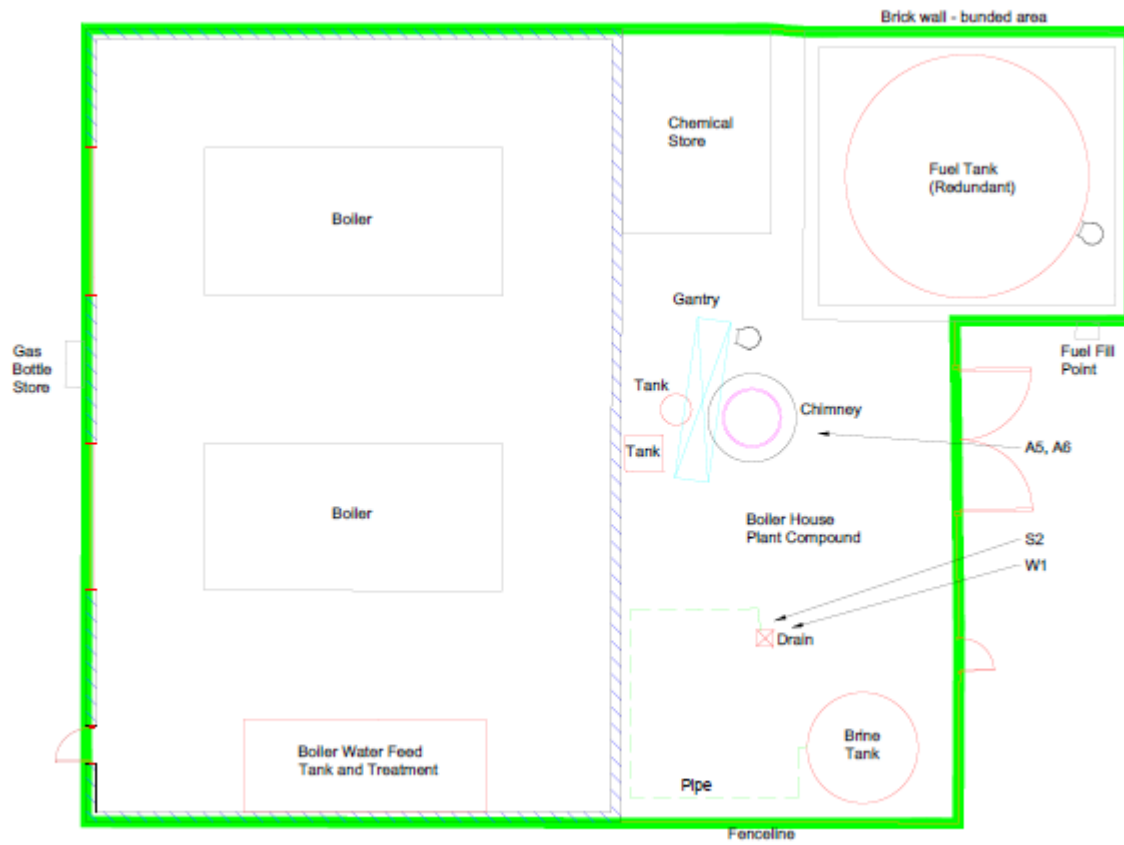 Brick wall - bunded area
Chemical
Store
Fuel Tank
(Redundant)
Boiler
Gantry
Gas
Bottle
Store
Fuel Fill
Point
Tank
Chimney
A5, A6
Tank
Boiler
Boiler House
Plant Compound
S2
W1
Drain
Boiler Water Feed
Tank and Treatment
Brine
Tank
Pipe
Fenceline